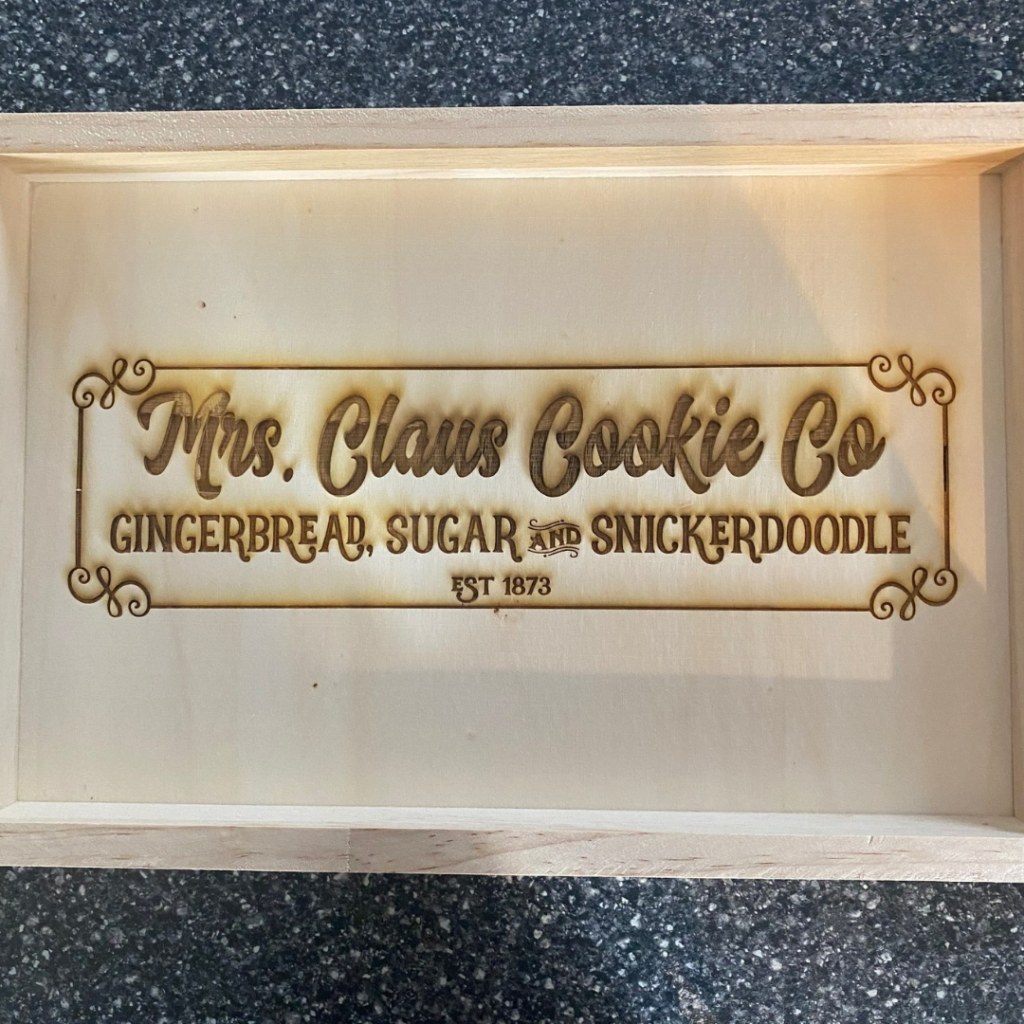 Mrs. Claus Cookie Co
GINGERBREAD, SUGAR AND SNICKERDOODLE
EST 1873